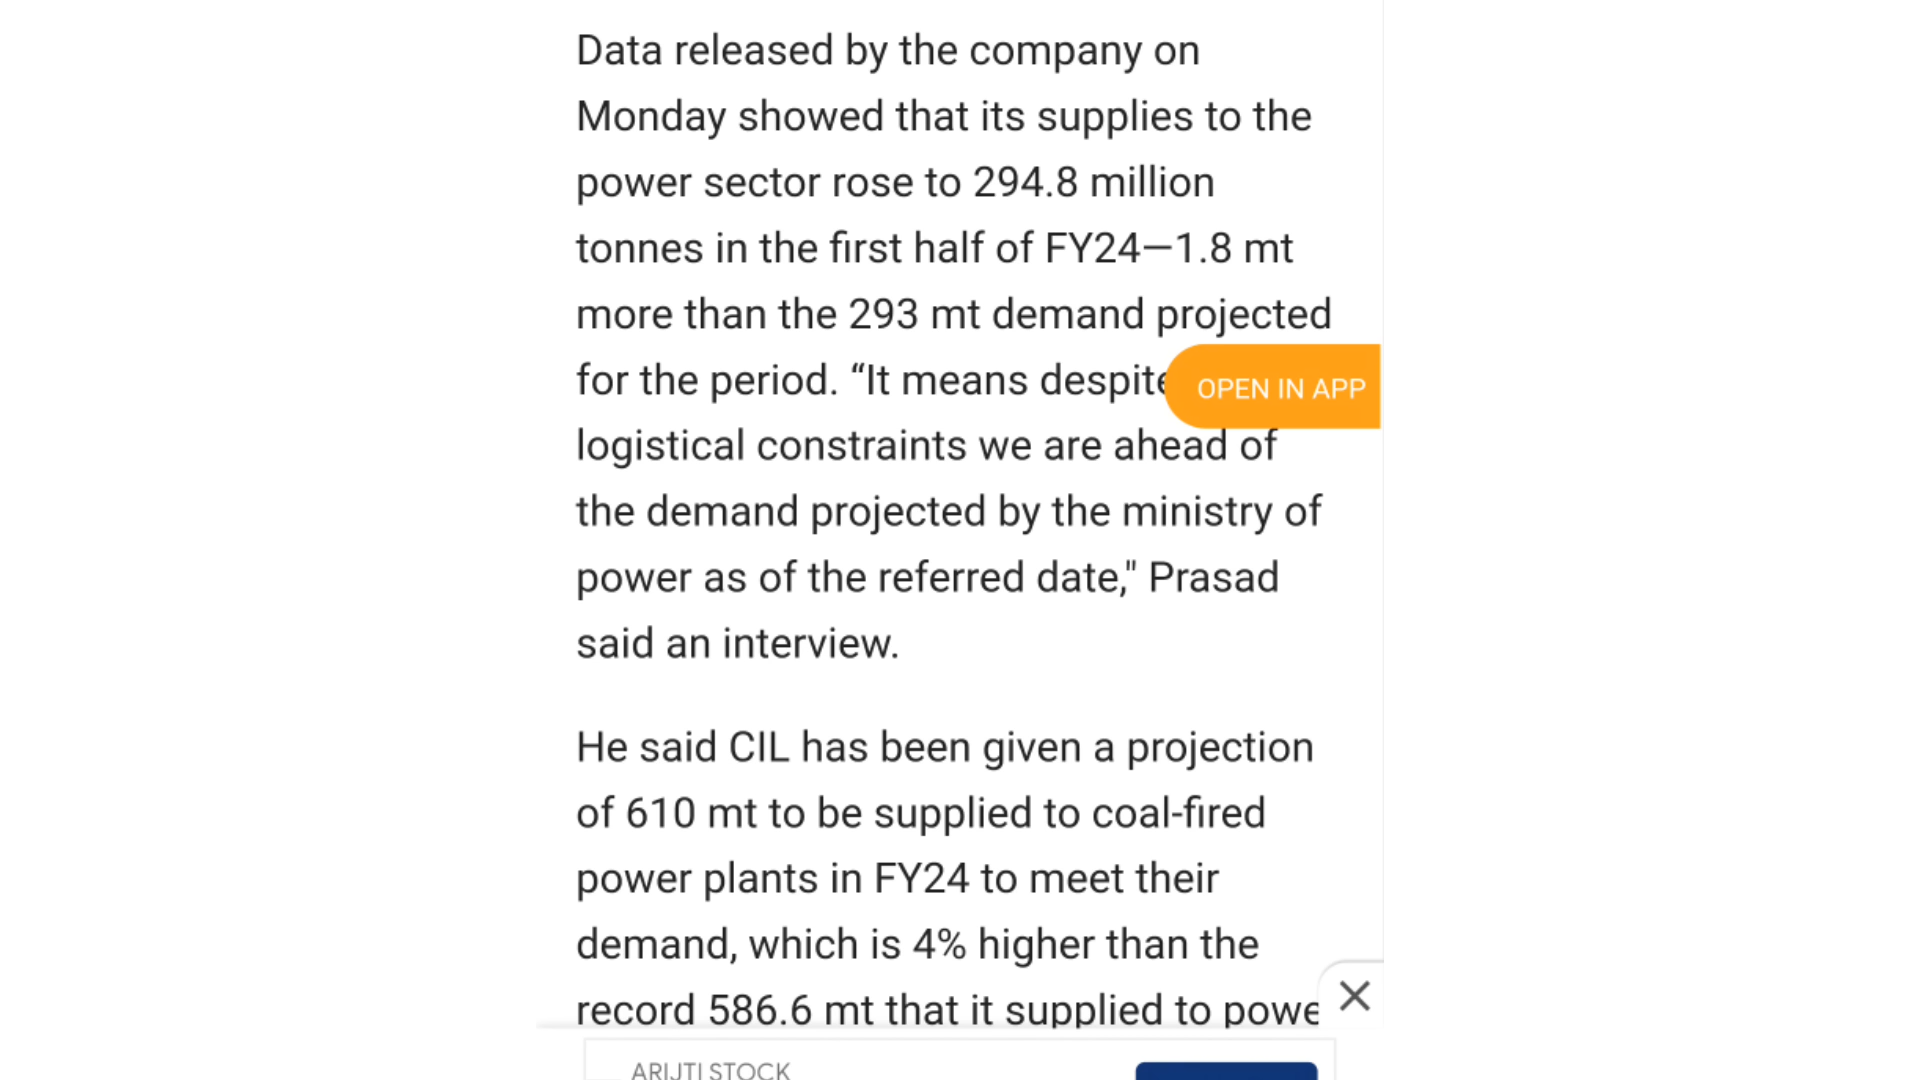 Data released by the company on
Monday showed that its supplies to the
power sector rose to 294.8 million
tonnes in the first half of FY24—1.8 mt
more than the 293 mt demand projected
for the period. “It means despite
OPEN IN APP
logistical constraints we are ahead of
the demand projected by the ministry of
power as of the referred date," Prasad
said an interview.
He said CIL has been given a projection
of 610 mt to be supplied to coal-fired
power plants in FY24 to meet their
demand, which is 4% higher than the
record 586.6 mt that it supplied to powe
ARIJTI STOCK